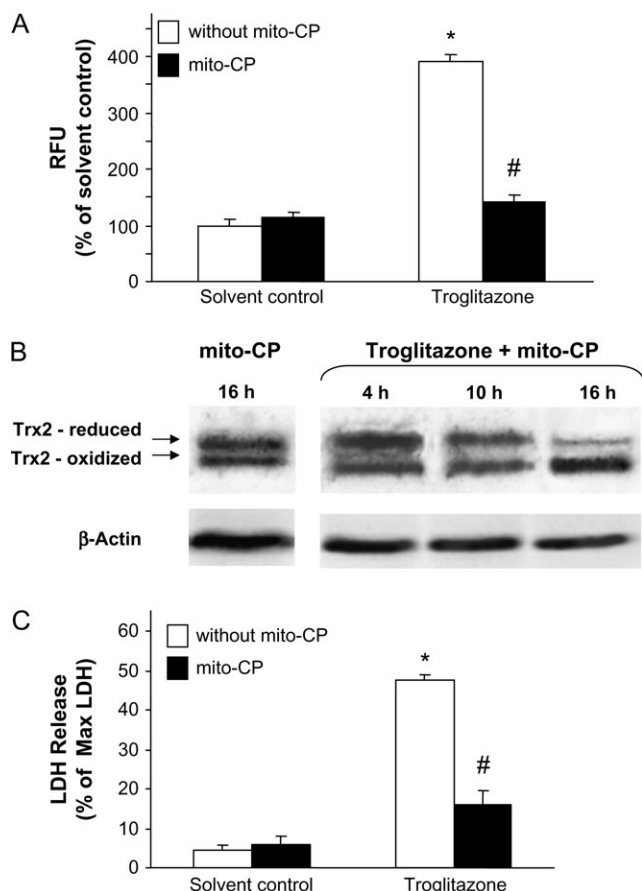 A
without mito-CP
mito-CP
RFU
(% of solvent control)
400
300
200
100
0
*
#
Solvent control
Troglitazone
B
mito-CP
Troglitazone + mito-CP
16 h
4 h
10 h
16 h
Trx2 - reduced
Trx2 - oxidized
β-Actin
C
without mito-CP
mito-CP
LDH Release
(% of Max LDH)
60
50
40
30
20
10
0
*
#
Solvent control
Troglitazone